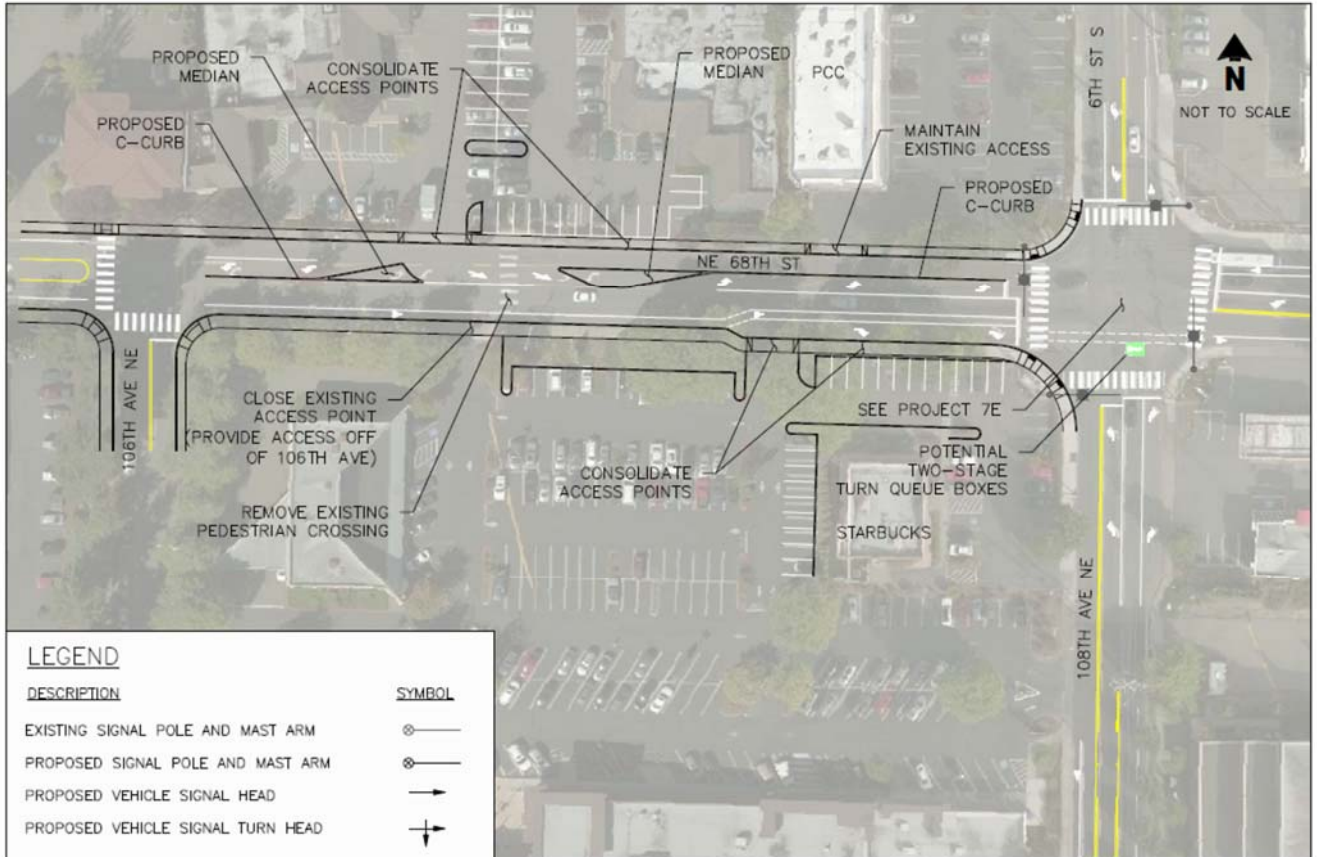 PROPOSED
MEDIAN
CONSOLIDATE
ACCESS POINTS
PROPOSED
MEDIAN
PCC
6TH ST S
N
NOT TO SCALE
PROPOSED
C-CURB
MAINTAIN
EXISTING ACCESS
PROPOSED
C-CURB
NE 68TH ST
106TH AVE NE
CLOSE EXISTING
ACCESS POINT
(PROVIDE ACCESS OFF
OF 106TH AVE)
REMOVE EXISTING
PEDESTRIAN CROSSING
CONSOLIDATE
ACCESS POINTS
SEE PROJECT 7E
POTENTIAL
TWO-STAGE
TURN QUEUE BOXES
STARBUCKS
108TH AVE NE
LEGEND
DESCRIPTION SYMBOL
EXISTING SIGNAL POLE AND MAST ARM
PROPOSED SIGNAL POLE AND MAST ARM
PROPOSED VEHICLE SIGNAL HEAD
PROPOSED VEHICLE SIGNAL TURN HEAD